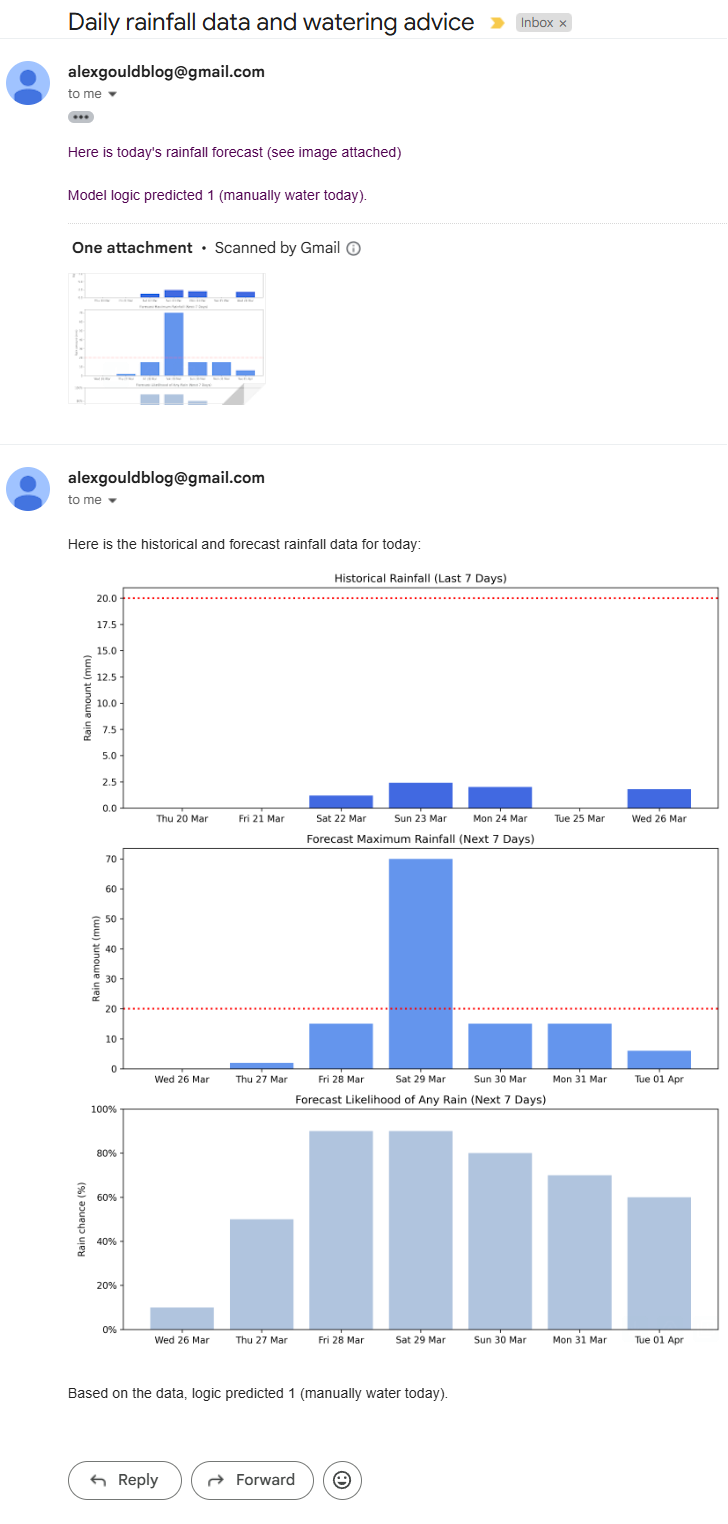 Daily rainfall data and watering advice Inbox ×
alexgouldblog@gmail.com
to me
Here is today's rainfall forecast (see image attached)
Model logic predicted 1 (manually water today).
One attachment • Scanned by Gmail
alexgouldblog@gmail.com
to me
Here is the historical and forecast rainfall data for today:
Historical Rainfall (Last 7 Days)
Rain amount (mm)
20.0
17.5
15.0
12.5
10.0
7.5
5.0
2.5
0.0
Thu 20 Mar Fri 21 Mar Sat 22 Mar Sun 23 Mar Mon 24 Mar Tue 25 Mar Wed 26 Mar
Forecast Maximum Rainfall (Next 7 Days)
Rain amount (mm)
70
60
50
40
30
20
10
0
Wed 26 Mar Thu 27 Mar Fri 28 Mar Sat 29 Mar Sun 30 Mar Mon 31 Mar Tue 01 Apr
Forecast Likelihood of Any Rain (Next 7 Days)
Rain chance (%)
100%
80%
60%
40%
20%
0%
Wed 26 Mar Thu 27 Mar Fri 28 Mar Sat 29 Mar Sun 30 Mar Mon 31 Mar Tue 01 Apr
Based on the data, logic predicted 1 (manually water today).
Reply Forward